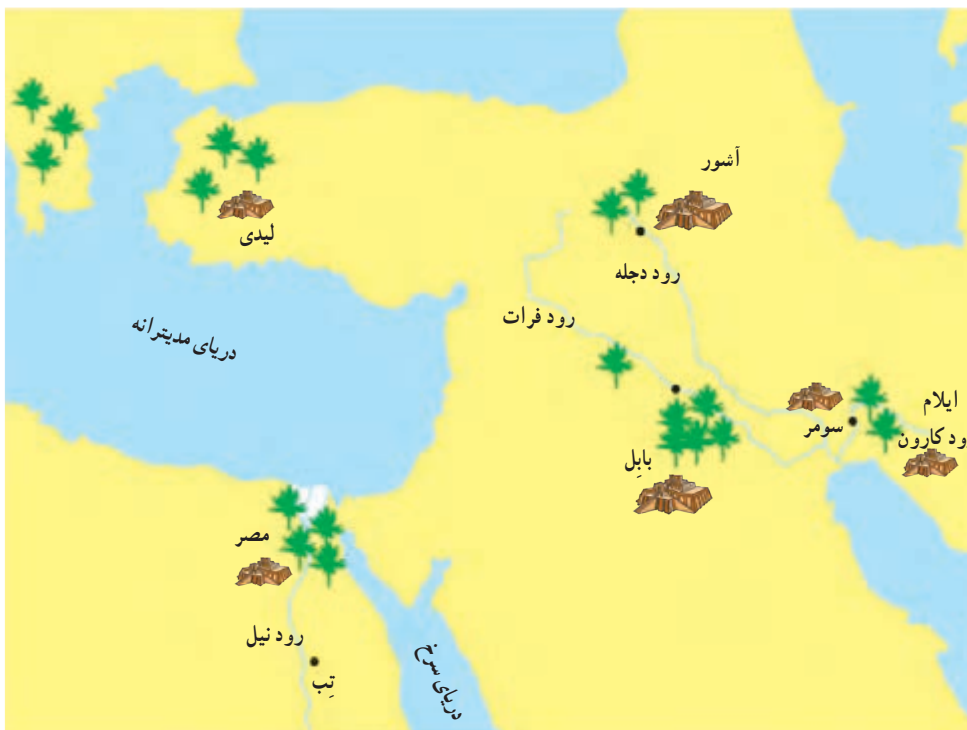 آشور
لیدی
رود دجله
رود فرات
دریای مدیترانه
ایلام
سومر
ود کارون
بابِل
مصر
رود نیل
تِب
دریای سرخ